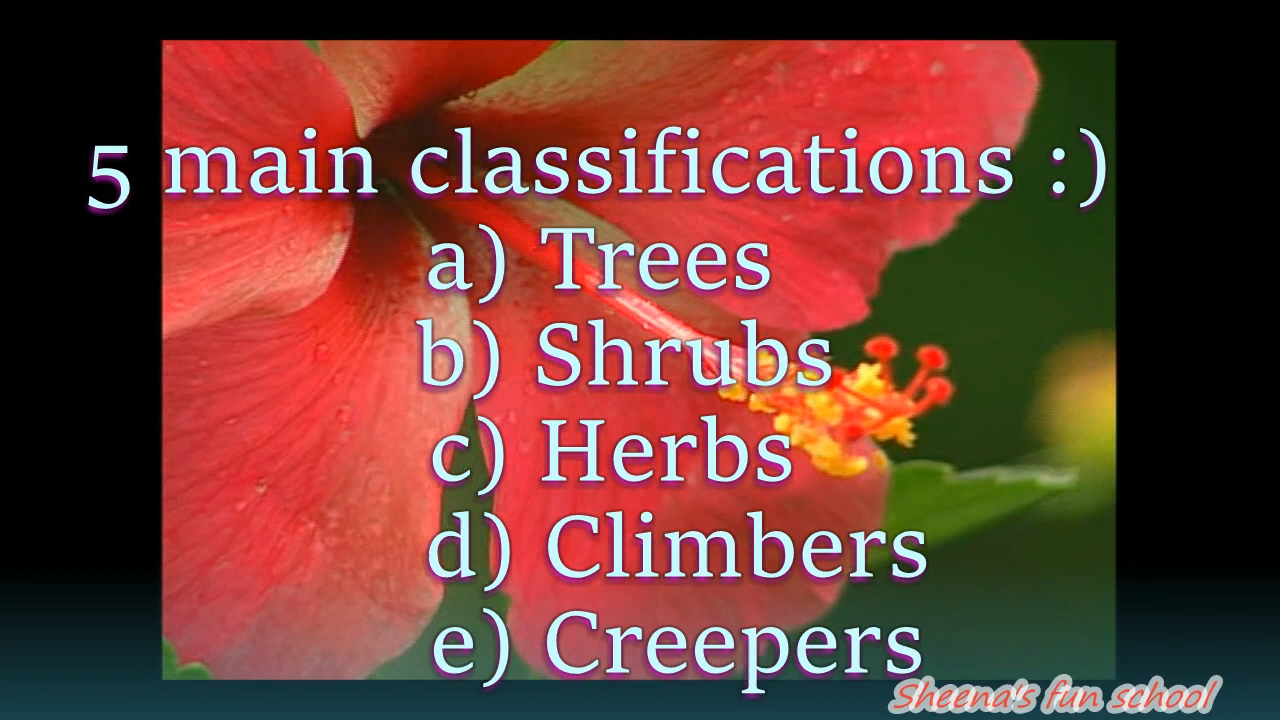 5 main classifications :)
a) Trees
b) Shrubs
c) Herbs
d) Climbers
e) Creepers
Sheena's fun school